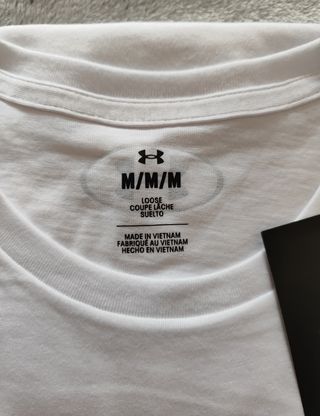 M/M/M
LOOSE
COUPE LÂCHE
SUELTO
MADE IN VIETNAM
FABRIQUÉ AU VIETNAM
HECHO EN VIETNAM